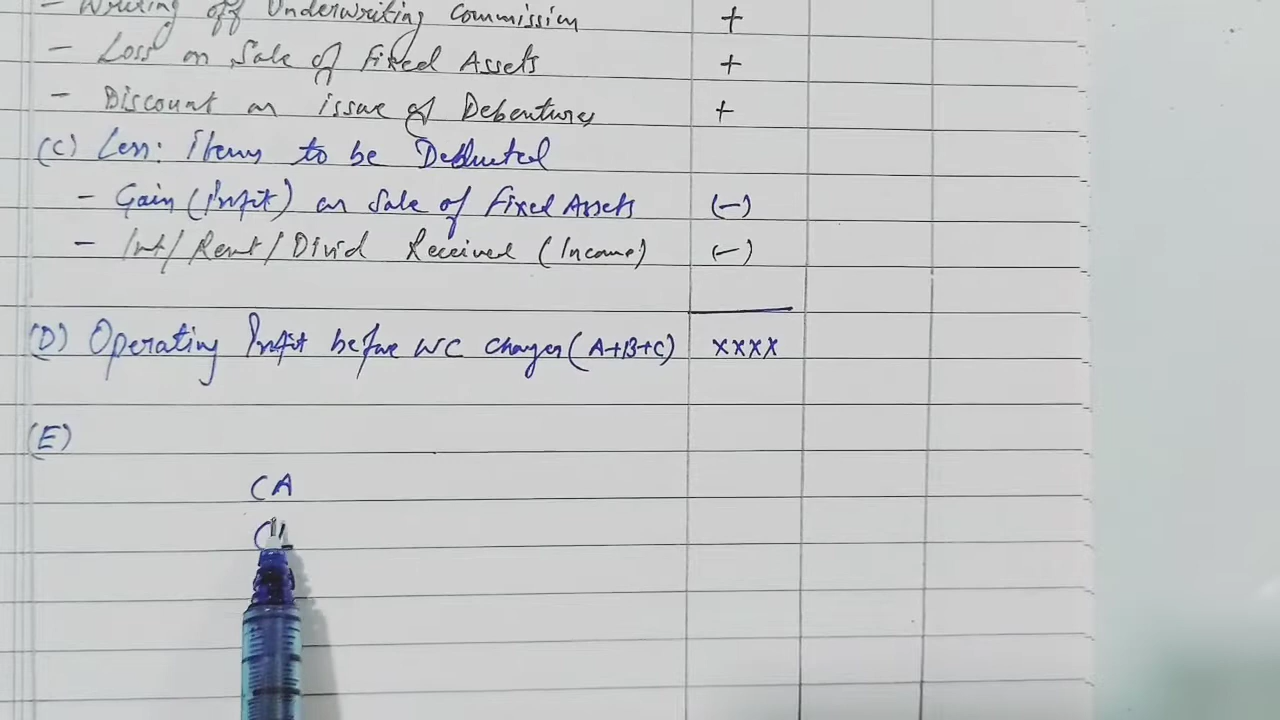 - Writing off Underwriting Commission +
- Loss on Sale of Fixed Assets +
- Discount on issue of Debentures +
(C) Less: Items to be Deducted
- Gain (Profit) on Sale of Fixed Assets (-)
- Int/Rent/Divid Received (Income) (-)
(D) Operating Profit before WC changes (A+B+C) xxxx
(E)
CA